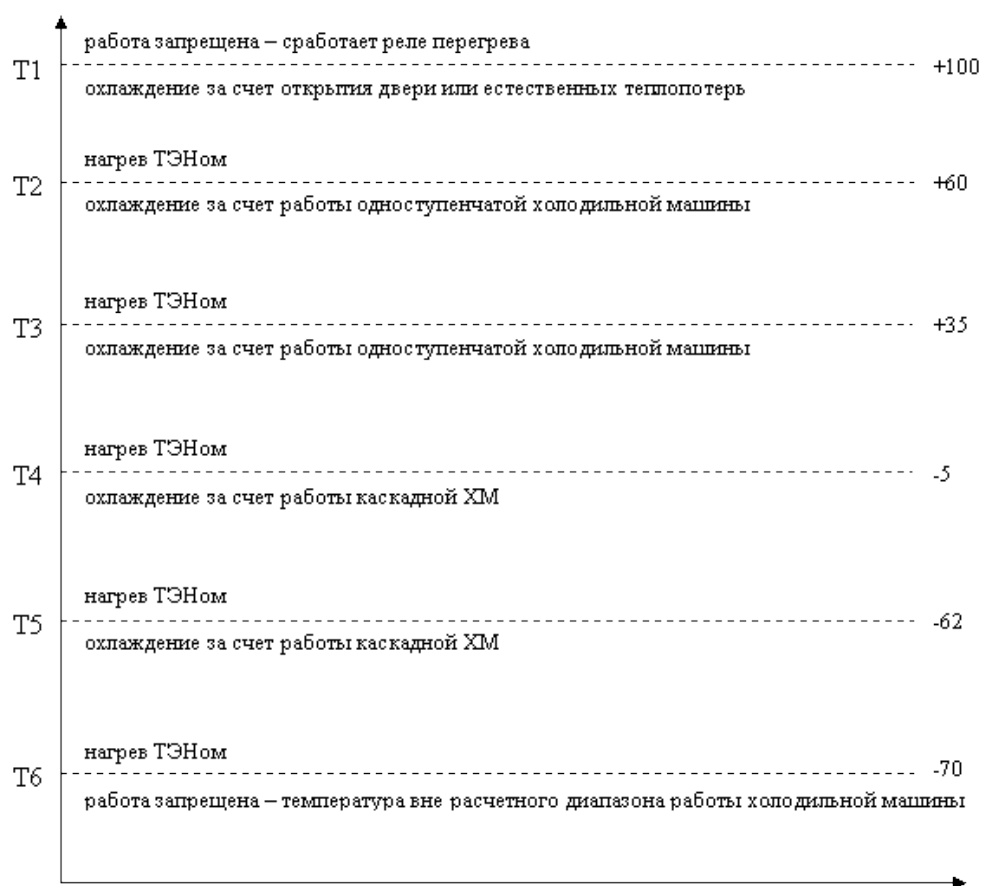 работа запрещена – сработает реле перегрева
T1 +100
охлаждение за счет открытия двери или естественных теплопотерь
нагрев ТЭНом
T2 +60
охлаждение за счет работы одноступенчатой холодильной машины
нагрев ТЭНом
T3 +35
охлаждение за счет работы одноступенчатой холодильной машины
нагрев ТЭНом
T4 -5
охлаждение за счет работы каскадной ХМ
нагрев ТЭНом
T5 -62
охлаждение за счет работы каскадной ХМ
нагрев ТЭНом
T6 -70
работа запрещена – температура вне расчетного диапазона работы холодильной машины